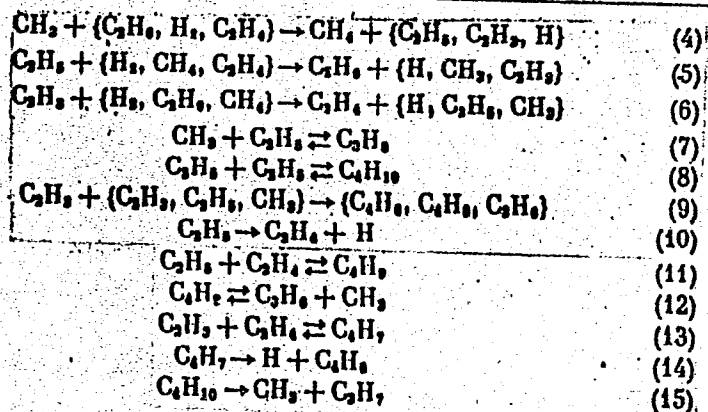 CH₃ + {C₂H₆, H₂, C₂H₄} → CH₄ + {C₂H₅, C₂H₃, H} (4)
C₂H₅ + {H₂, CH₄, C₂H₄} → C₂H₆ + {H, CH₃, C₂H₃} (5)
C₂H₃ + {H₂, C₂H₆, CH₄} → C₂H₄ + {H, C₂H₅, CH₃} (6)
CH₃ + C₂H₅ ⇄ C₃H₈ (7)
C₂H₅ + C₂H₅ ⇄ C₄H₁₀ (8)
C₂H₃ + {C₂H₃, C₂H₅, CH₃} → {C₄H₆, C₄H₈, C₃H₆} (9)
C₂H₅ → C₂H₄ + H (10)
C₂H₅ + C₂H₄ ⇄ C₄H₉ (11)
C₄H₉ ⇄ C₃H₆ + CH₃ (12)
C₂H₃ + C₂H₄ ⇄ C₄H₇ (13)
C₄H₇ → H + C₄H₆ (14)
C₄H₁₀ → CH₃ + C₃H₇ (15)